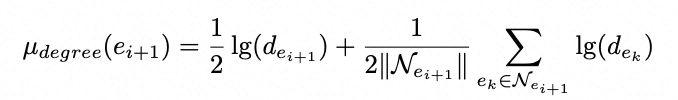 μ_{degree}(e_{i+1}) = \frac{1}{2} lg(d_{e_{i+1}}) + \frac{1}{2‖\mathcal{N}_{e_{i+1}}‖} \sum_{e_k ∈ \mathcal{N}_{e_{i+1}}} lg(d_{e_k})